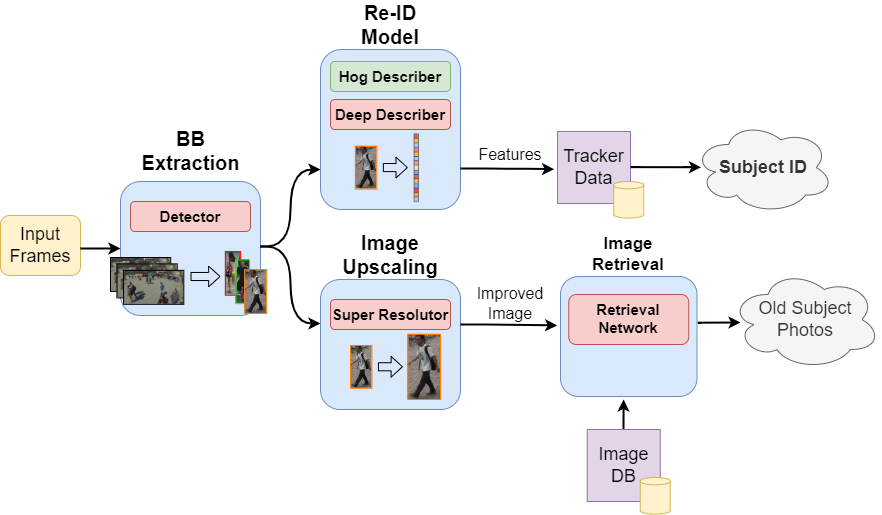 Re-ID
Model
Hog Describer
Deep Describer
BB
Extraction
Detector
Input
Frames
Features
Tracker
Data
Subject ID
Image
Upscaling
Super Resolutor
Improved
Image
Image
Retrieval
Retrieval
Network
Old Subject
Photos
Image
DB